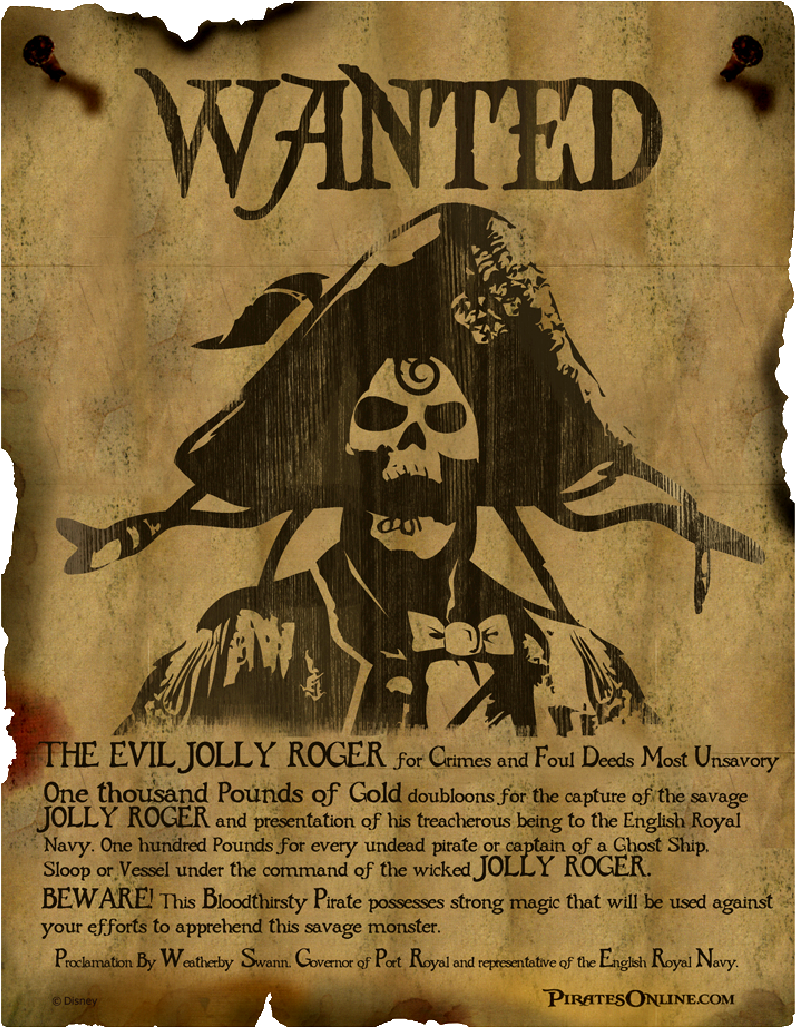 WANTED
THE EVIL JOLLY ROGER for Crimes and Foul Deeds Most Unsavory
One thousand Pounds of Gold doubloons for the capture of the savage
JOLLY ROGER and presentation of his treacherous being to the English Royal
Navy. One hundred Pounds for every undead pirate or captain of a Ghost Ship,
Sloop or Vessel under the command of the wicked JOLLY ROGER.
BEWARE! This Bloodthirsty Pirate possesses strong magic that will be used against
your efforts to apprehend this savage monster.
Proclamation By Weatherby Swann, Governor of Port Royal and representative of the English Royal Navy.
© Disney
PIRATESONLINE.COM